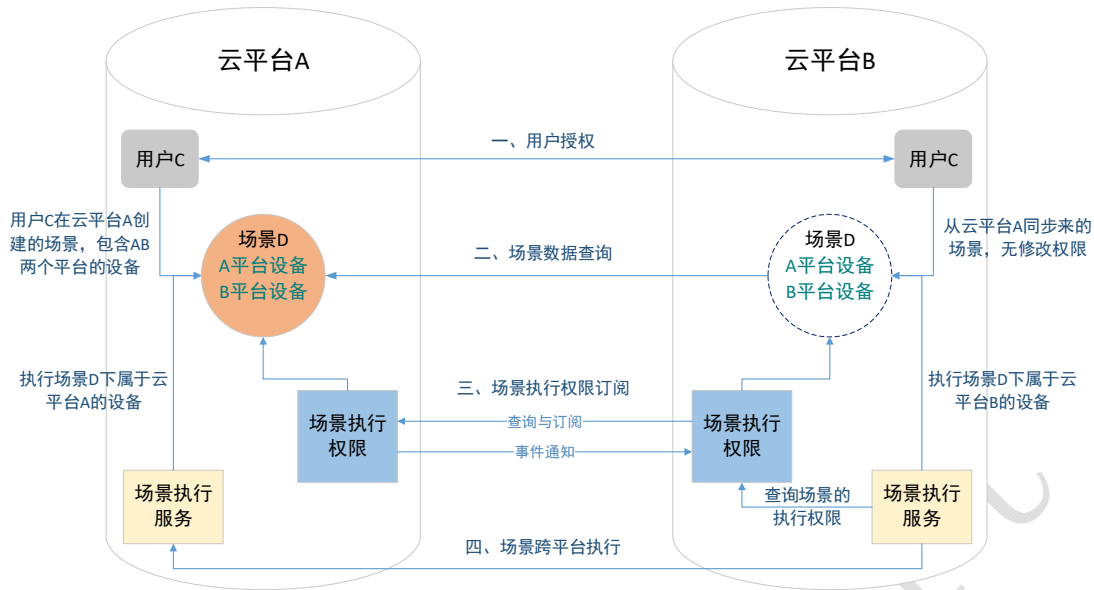 云平台A
云平台B
一、用户授权
用户C
用户C
用户C在云平台A创
建的场景，包含AB
两个平台的设备
场景D
A平台设备
B平台设备
二、场景数据查询
场景D
A平台设备
B平台设备
从云平台A同步来的
场景，无修改权限
执行场景D下属于云
平台A的设备
三、场景执行权限订阅
执行场景D下属于云
平台B的设备
场景执行
权限
查询与订阅
事件通知
场景执行
权限
场景执行
服务
查询场景的
执行权限
场景执行
服务
四、场景跨平台执行